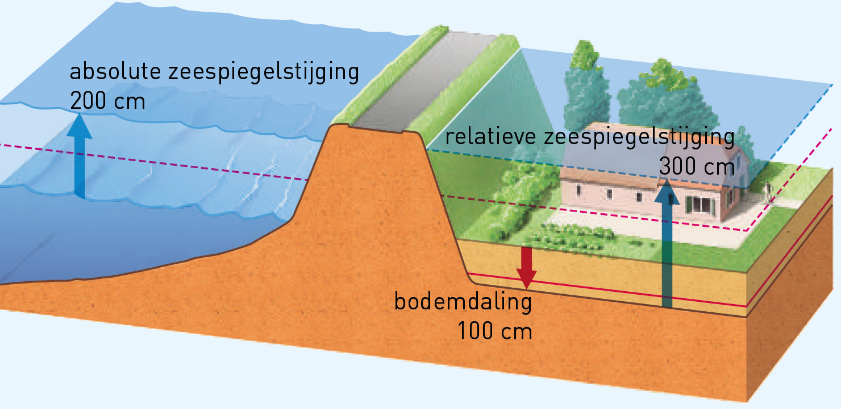 absolute zeespiegelstijging
200 cm
relatieve zeespiegelstijging
300 cm
bodemdaling
100 cm